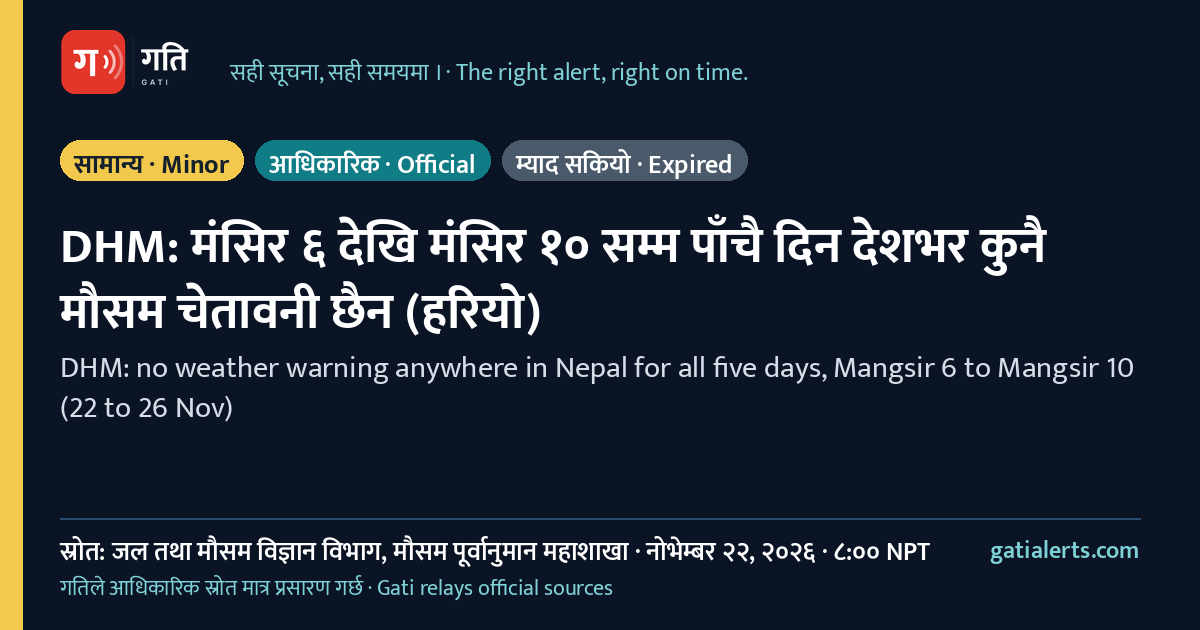 ग गति
GATI
सही सूचना, सही समयमा । · The right alert, right on time.
सामान्य · Minor
आधिकारिक · Official
म्याद सकियो · Expired
DHM: मंसिर ६ देखि मंसिर १० सम्म पाँचै दिन देशभर कुनै
मौसम चेतावनी छैन (हरियो)
DHM: no weather warning anywhere in Nepal for all five days, Mangsir 6 to Mangsir 10
(22 to 26 Nov)
स्रोत: जल तथा मौसम विज्ञान विभाग, मौसम पूर्वानुमान महाशाखा · नोभेम्बर २२, २०२६ · ८:०० NPT
gatialerts.com
गतिले आधिकारिक स्रोत मात्र प्रसारण गर्छ · Gati relays official sources